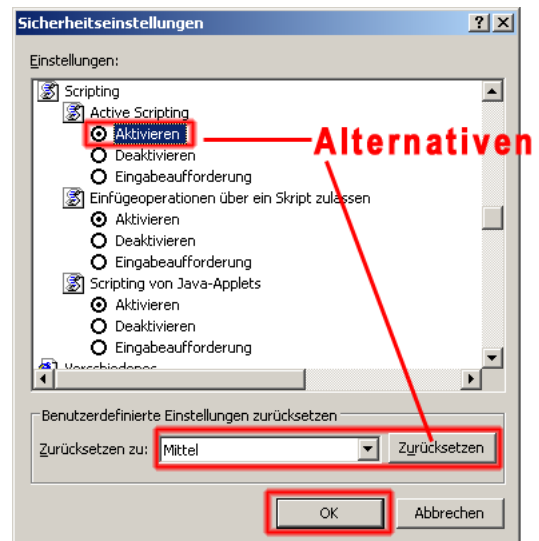 Sicherheitseinstellungen
Einstellungen:
Scripting
Active Scripting
Aktivieren
Alternativen
Deaktivieren
Eingabeaufforderung
Einfügeoperationen über ein Skript zulassen
Aktivieren
Deaktivieren
Eingabeaufforderung
Scripting von Java-Applets
Aktivieren
Deaktivieren
Eingabeaufforderung
Verschiedenes
Benutzerdefinierte Einstellungen zurücksetzen
Zurücksetzen zu: Mittel Zurücksetzen
OK Abbrechen